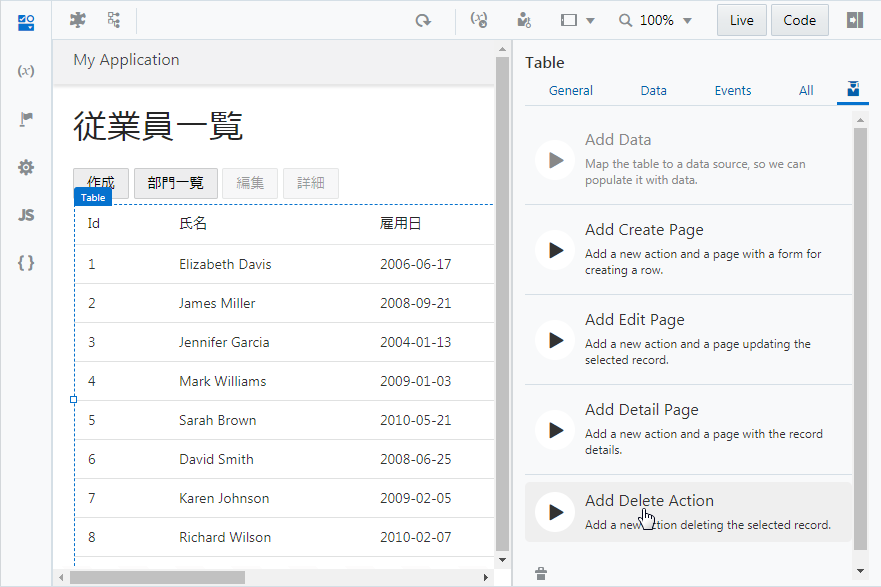 100% Live Code
My Application
従業員一覧
作成 部門一覧 編集 詳細
Table
Id 氏名 雇用日
1 Elizabeth Davis 2006-06-17
2 James Miller 2008-09-21
3 Jennifer Garcia 2004-01-13
4 Mark Williams 2009-01-03
5 Sarah Brown 2010-05-21
6 David Smith 2008-06-25
7 Karen Johnson 2009-02-05
8 Richard Wilson 2010-02-07
(x)
JS
{ }
Table
General Data Events All
Add Data
Map the table to a data source, so we can
populate it with data.
Add Create Page
Add a new action and a page with a form for
creating a row.
Add Edit Page
Add a new action and a page updating the
selected record.
Add Detail Page
Add a new action and a page with the record
details.
Add Delete Action
Add a new action deleting the selected record.